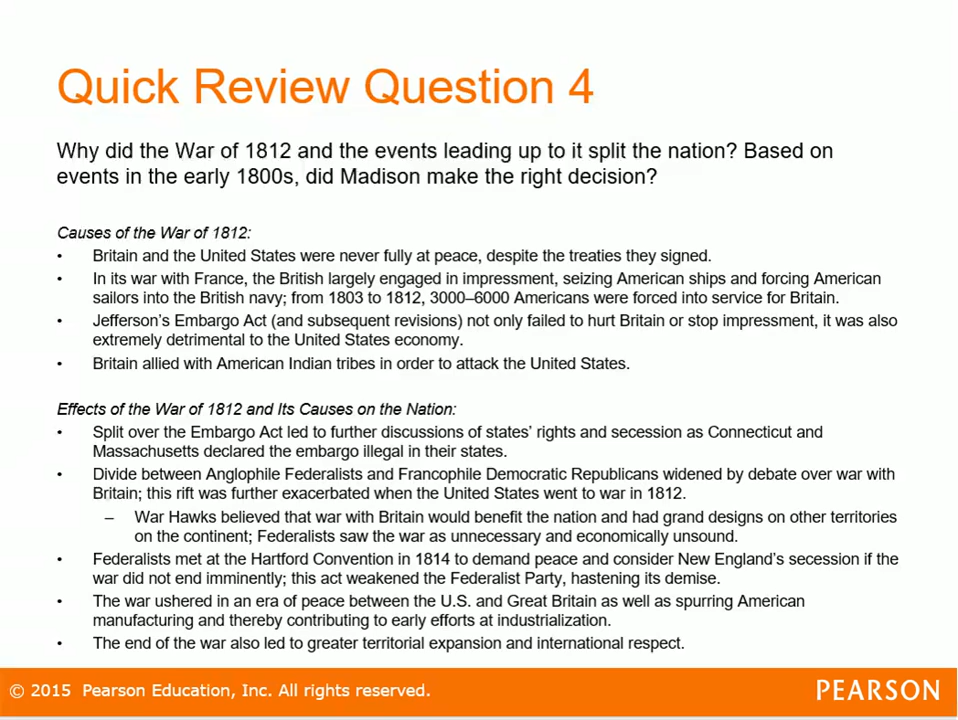 Quick Review Question 4
Why did the War of 1812 and the events leading up to it split the nation? Based on
events in the early 1800s, did Madison make the right decision?
Causes of the War of 1812:
• Britain and the United States were never fully at peace, despite the treaties they signed.
• In its war with France, the British largely engaged in impressment, seizing American ships and forcing American
sailors into the British navy; from 1803 to 1812, 3000–6000 Americans were forced into service for Britain.
• Jefferson's Embargo Act (and subsequent revisions) not only failed to hurt Britain or stop impressment, it was also
extremely detrimental to the United States economy.
• Britain allied with American Indian tribes in order to attack the United States.
Effects of the War of 1812 and Its Causes on the Nation:
• Split over the Embargo Act led to further discussions of states' rights and secession as Connecticut and
Massachusetts declared the embargo illegal in their states.
• Divide between Anglophile Federalists and Francophile Democratic Republicans widened by debate over war with
Britain; this rift was further exacerbated when the United States went to war in 1812.
– War Hawks believed that war with Britain would benefit the nation and had grand designs on other territories
on the continent; Federalists saw the war as unnecessary and economically unsound.
• Federalists met at the Hartford Convention in 1814 to demand peace and consider New England's secession if the
war did not end imminently; this act weakened the Federalist Party, hastening its demise.
• The war ushered in an era of peace between the U.S. and Great Britain as well as spurring American
manufacturing and thereby contributing to early efforts at industrialization.
• The end of the war also led to greater territorial expansion and international respect.
© 2015 Pearson Education, Inc. All rights reserved.
PEARSON